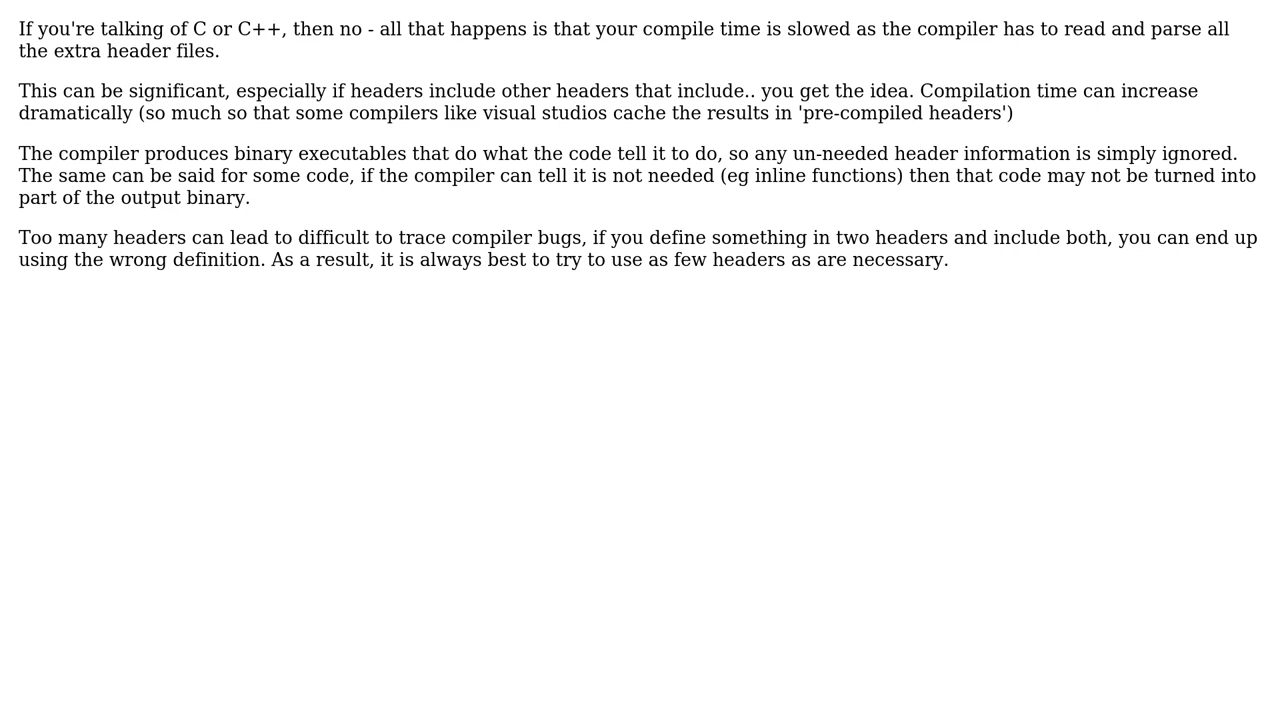 If you're talking of C or C++, then no - all that happens is that your compile time is slowed as the compiler has to read and parse all
the extra header files.
This can be significant, especially if headers include other headers that include.. you get the idea. Compilation time can increase
dramatically (so much so that some compilers like visual studios cache the results in 'pre-compiled headers')
The compiler produces binary executables that do what the code tell it to do, so any un-needed header information is simply ignored.
The same can be said for some code, if the compiler can tell it is not needed (eg inline functions) then that code may not be turned into
part of the output binary.
Too many headers can lead to difficult to trace compiler bugs, if you define something in two headers and include both, you can end up
using the wrong definition. As a result, it is always best to try to use as few headers as are necessary.